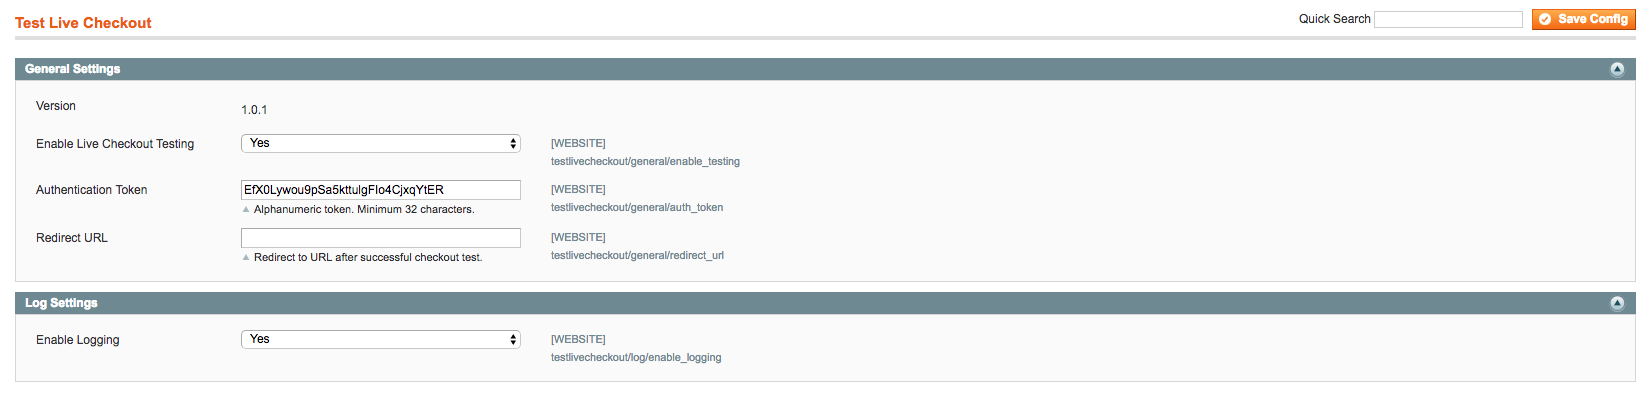 Test Live Checkout
Quick Search
Save Config
General Settings
Version
1.0.1
Enable Live Checkout Testing
Yes
[WEBSITE]
testlivecheckout/general/enable_testing
Authentication Token
EfX0Lywou9pSa5kttulgFIo4CjxqYtER
[WEBSITE]
Alphanumeric token. Minimum 32 characters.
testlivecheckout/general/auth_token
Redirect URL
[WEBSITE]
Redirect to URL after successful checkout test.
testlivecheckout/general/redirect_url
Log Settings
Enable Logging
Yes
[WEBSITE]
testlivecheckout/log/enable_logging